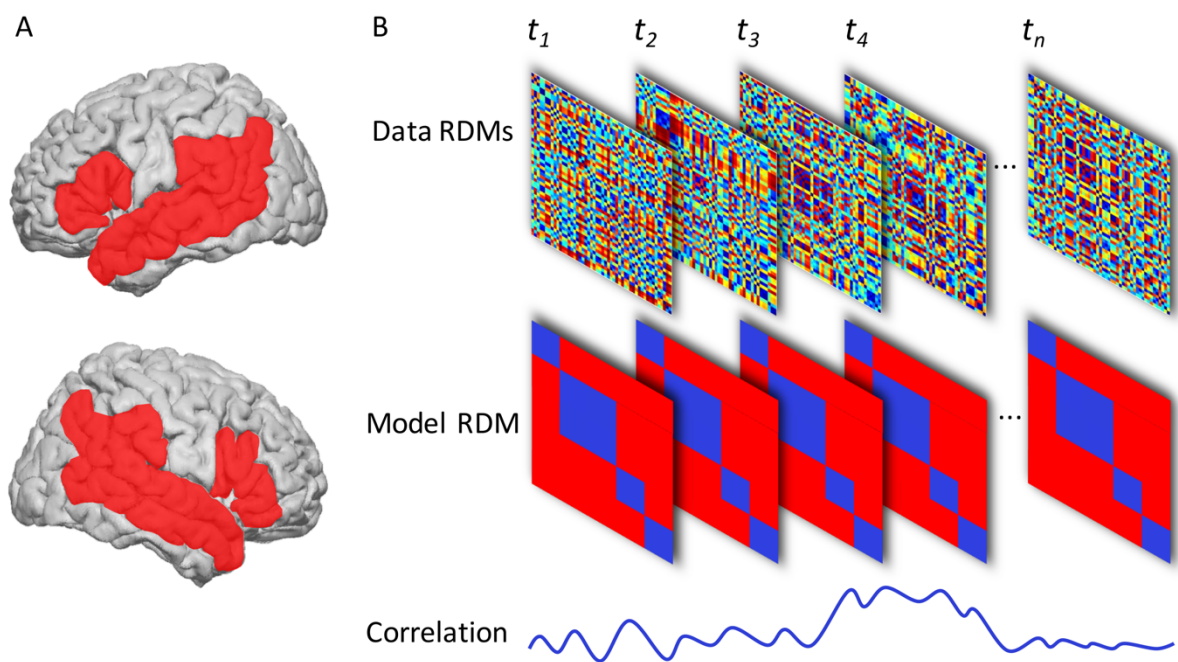 A
B
t1 t2 t3 t4 tn
Data RDMs
...
Model RDM
...
Correlation